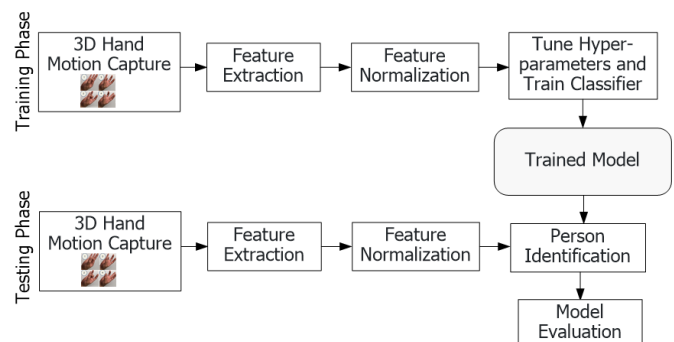 Training Phase
3D Hand
Motion Capture
Feature
Extraction
Feature
Normalization
Tune Hyper-
parameters and
Train Classifier
Trained Model
Testing Phase
3D Hand
Motion Capture
Feature
Extraction
Feature
Normalization
Person
Identification
Model
Evaluation